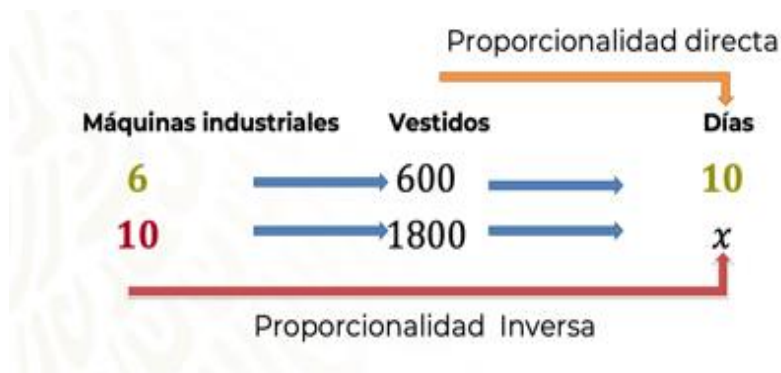 Proporcionalidad directa
Máquinas industriales Vestidos Días
6 600 10
10 1800 x
Proporcionalidad Inversa